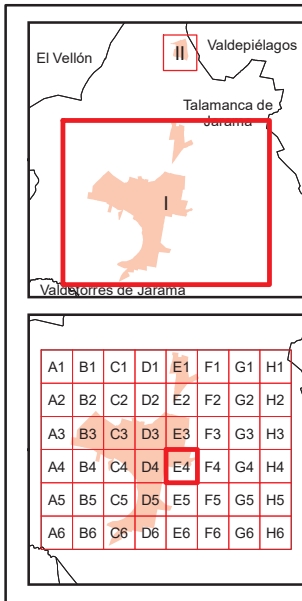 El Vellón
Valdepiélagos
II
Talamanca de
Jarama
I
Valdetorres de Jarama
A1 B1 C1 D1 E1 F1 G1 H1
A2 B2 C2 D2 E2 F2 G2 H2
A3 B3 C3 D3 E3 F3 G3 H3
A4 B4 C4 D4 E4 F4 G4 H4
A5 B5 C5 D5 E5 F5 G5 H5
A6 B6 C6 D6 E6 F6 G6 H6